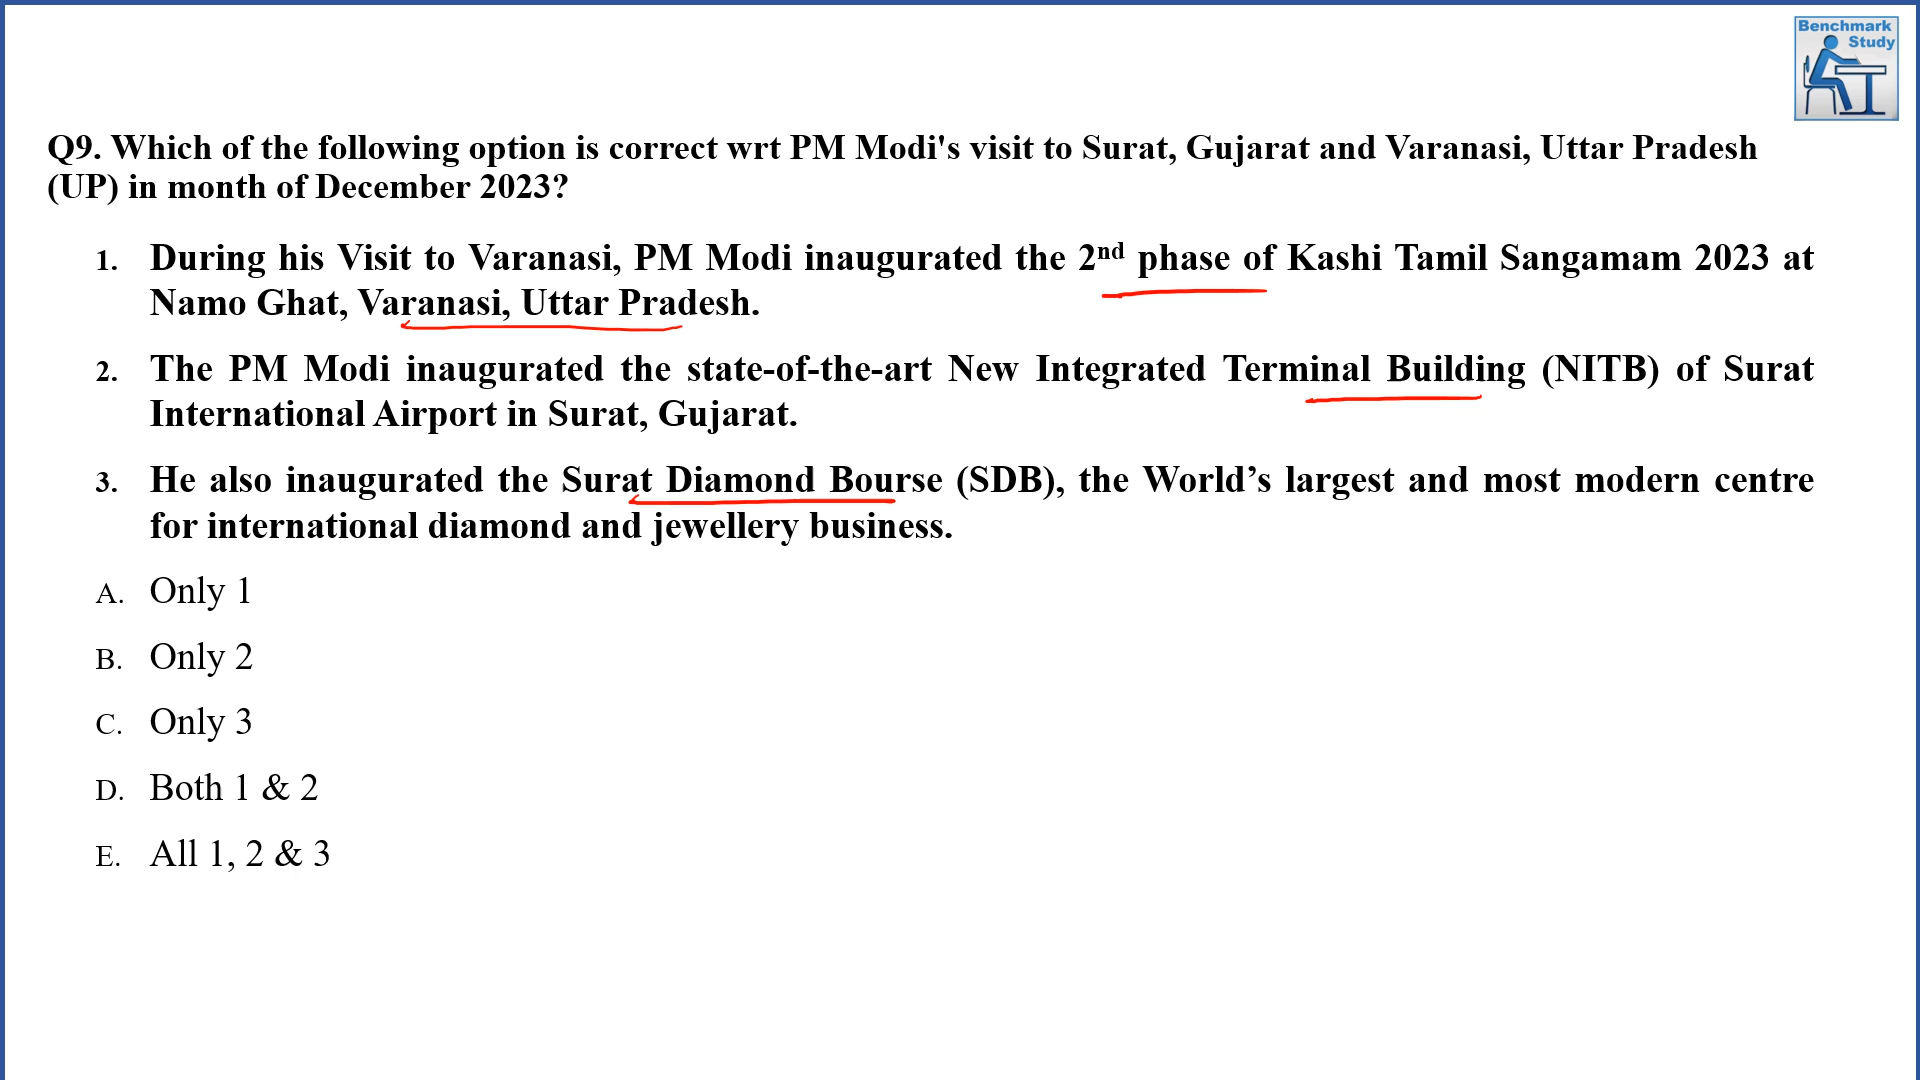 Benchmark
Study
Q9. Which of the following option is correct wrt PM Modi's visit to Surat, Gujarat and Varanasi, Uttar Pradesh
(UP) in month of December 2023?
1. During his Visit to Varanasi, PM Modi inaugurated the 2nd phase of Kashi Tamil Sangamam 2023 at
Namo Ghat, Varanasi, Uttar Pradesh.
2. The PM Modi inaugurated the state-of-the-art New Integrated Terminal Building (NITB) of Surat
International Airport in Surat, Gujarat.
3. He also inaugurated the Surat Diamond Bourse (SDB), the World’s largest and most modern centre
for international diamond and jewellery business.
A. Only 1
B. Only 2
C. Only 3
D. Both 1 & 2
E. All 1, 2 & 3